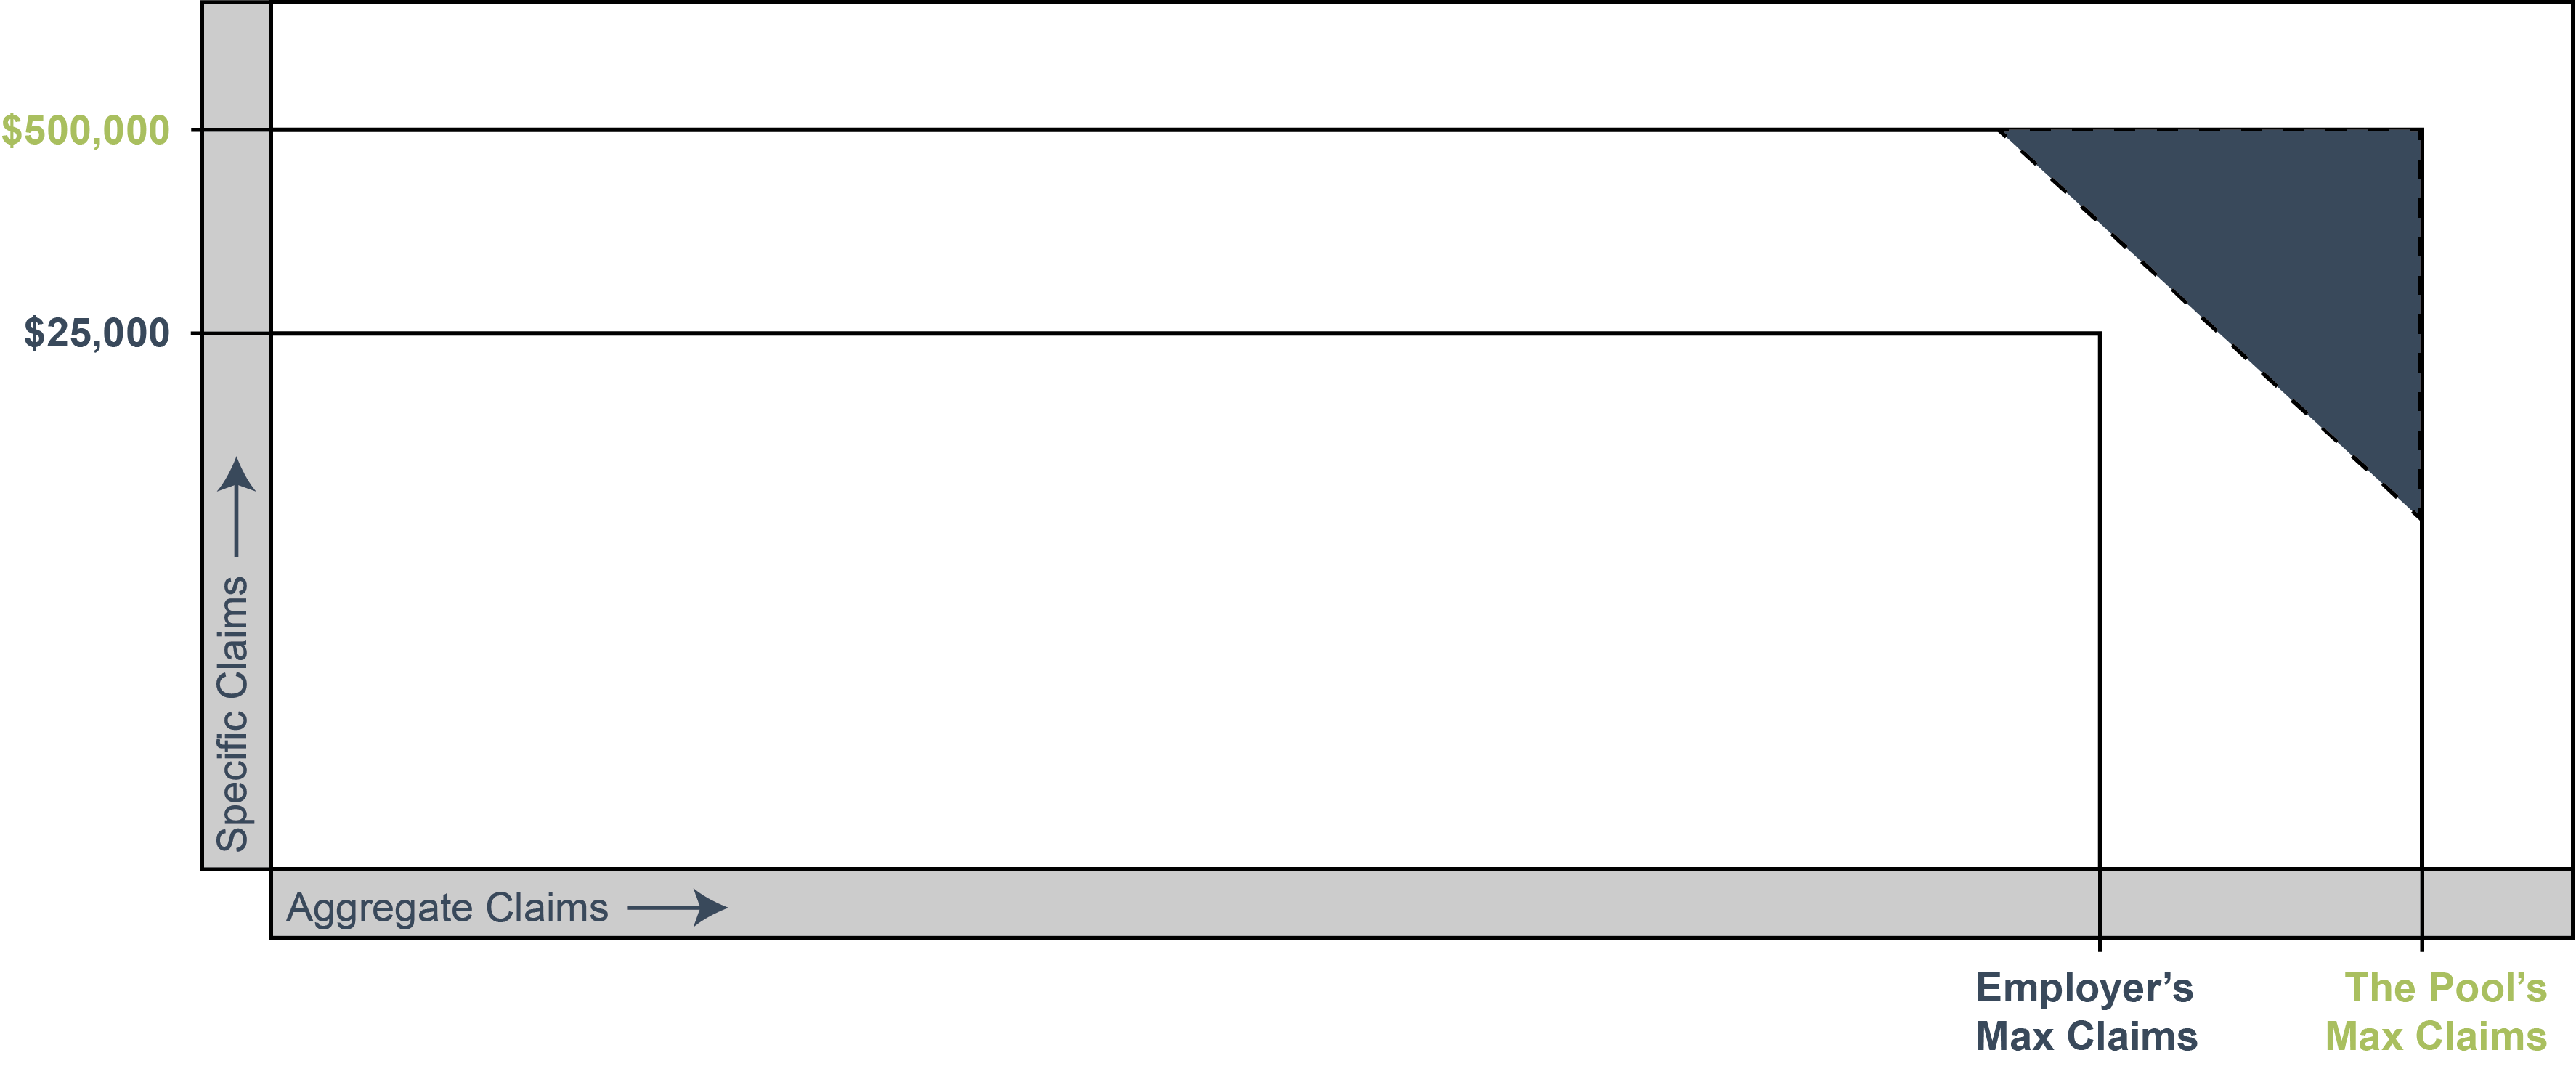 $500,000
$25,000
Specific Claims
Aggregate Claims
Employer’s
Max Claims
The Pool’s
Max Claims